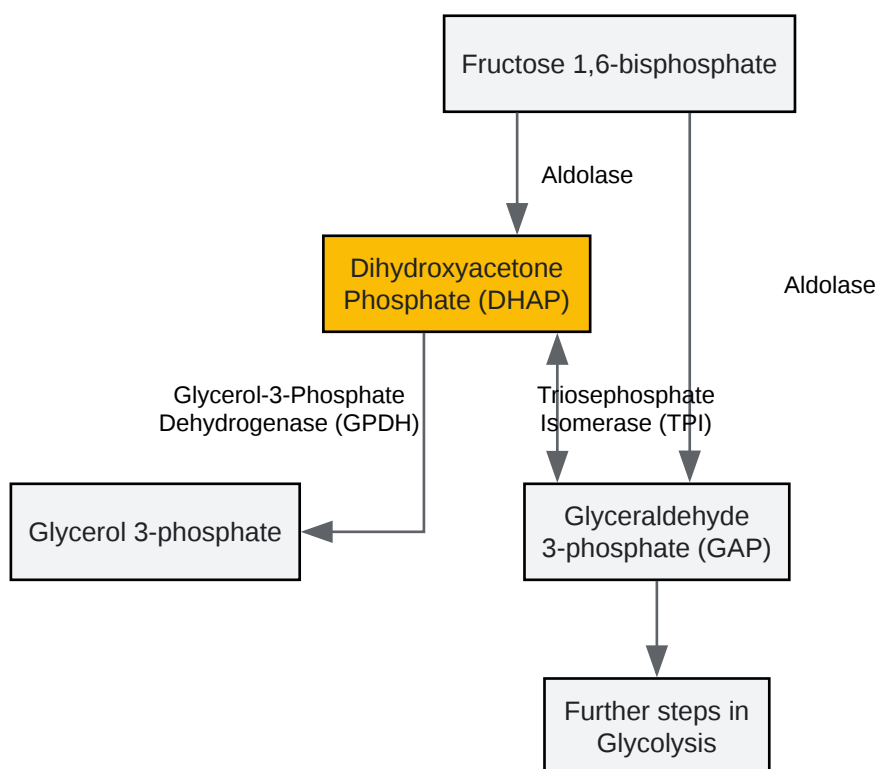 Fructose 1,6-bisphosphate
Aldolase
Dihydroxyacetone
Phosphate (DHAP)
Aldolase
Glycerol-3-Phosphate
Dehydrogenase (GPDH)
Triosephosphate
Isomerase (TPI)
Glycerol 3-phosphate
Glyceraldehyde
3-phosphate (GAP)
Further steps in
Glycolysis